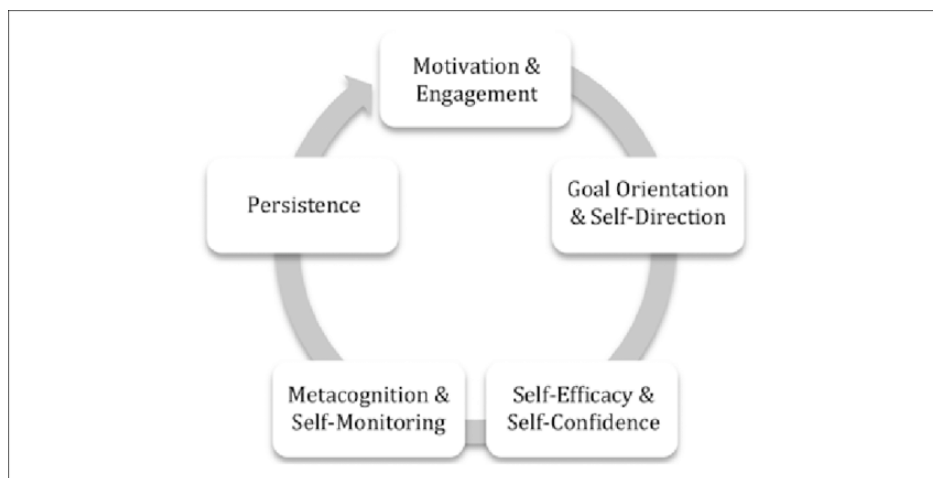 Motivation &
Engagement
Goal Orientation
& Self-Direction
Self-Efficacy &
Self-Confidence
Metacognition &
Self-Monitoring
Persistence